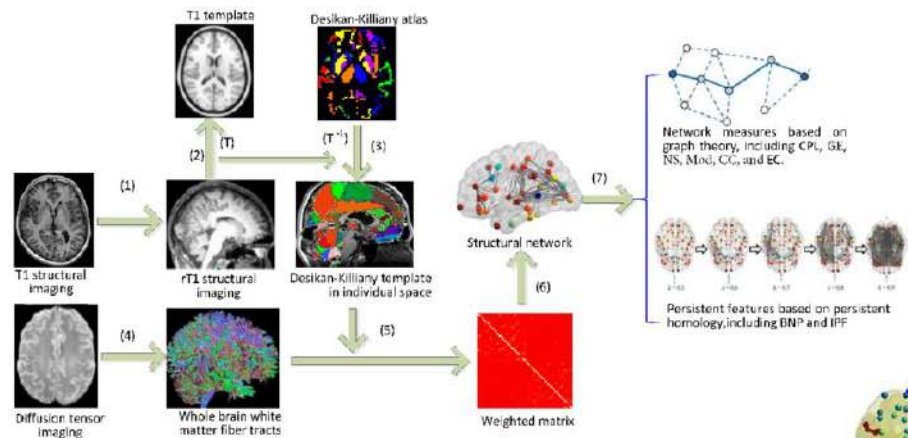 T1 template
Desikan-Killiany atlas
(2)
(T)
(T⁻¹)
(3)
(1)
T1 structural
imaging
rT1 structural
imaging
Desikan-Killiany template
in individual space
(4)
(5)
Diffusion tensor
imaging
Whole brain white
matter fiber tracts
Structural network
(6)
Weighted matrix
(7)
Network measures based on
graph theory, including CPL, GE,
NS, Mod, CC, and EC.
Persistent features based on persistent
homology,including BNP and IPF